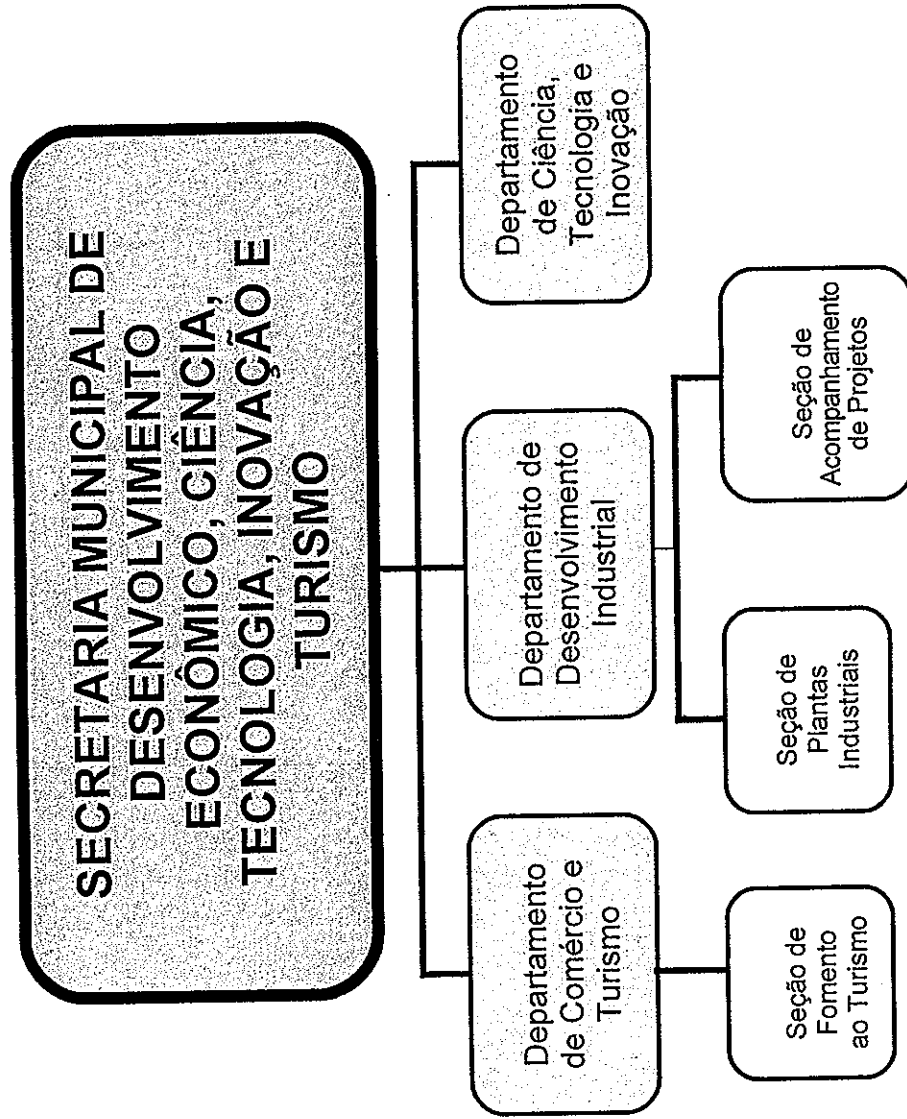 SECRETARIA MUNICIPAL DE
DESENVOLVIMENTO
ECONÔMICO, CIÊNCIA,
TECNOLOGIA, INOVAÇÃO E
TURISMO
Departamento
de Comércio e
Turismo
Departamento de
Desenvolvimento
Industrial
Departamento
de Ciência,
Tecnologia e
Inovação
Seção de
Fomento
ao Turismo
Seção de
Plantas
Industriais
Seção de
Acompanhamento
de Projetos